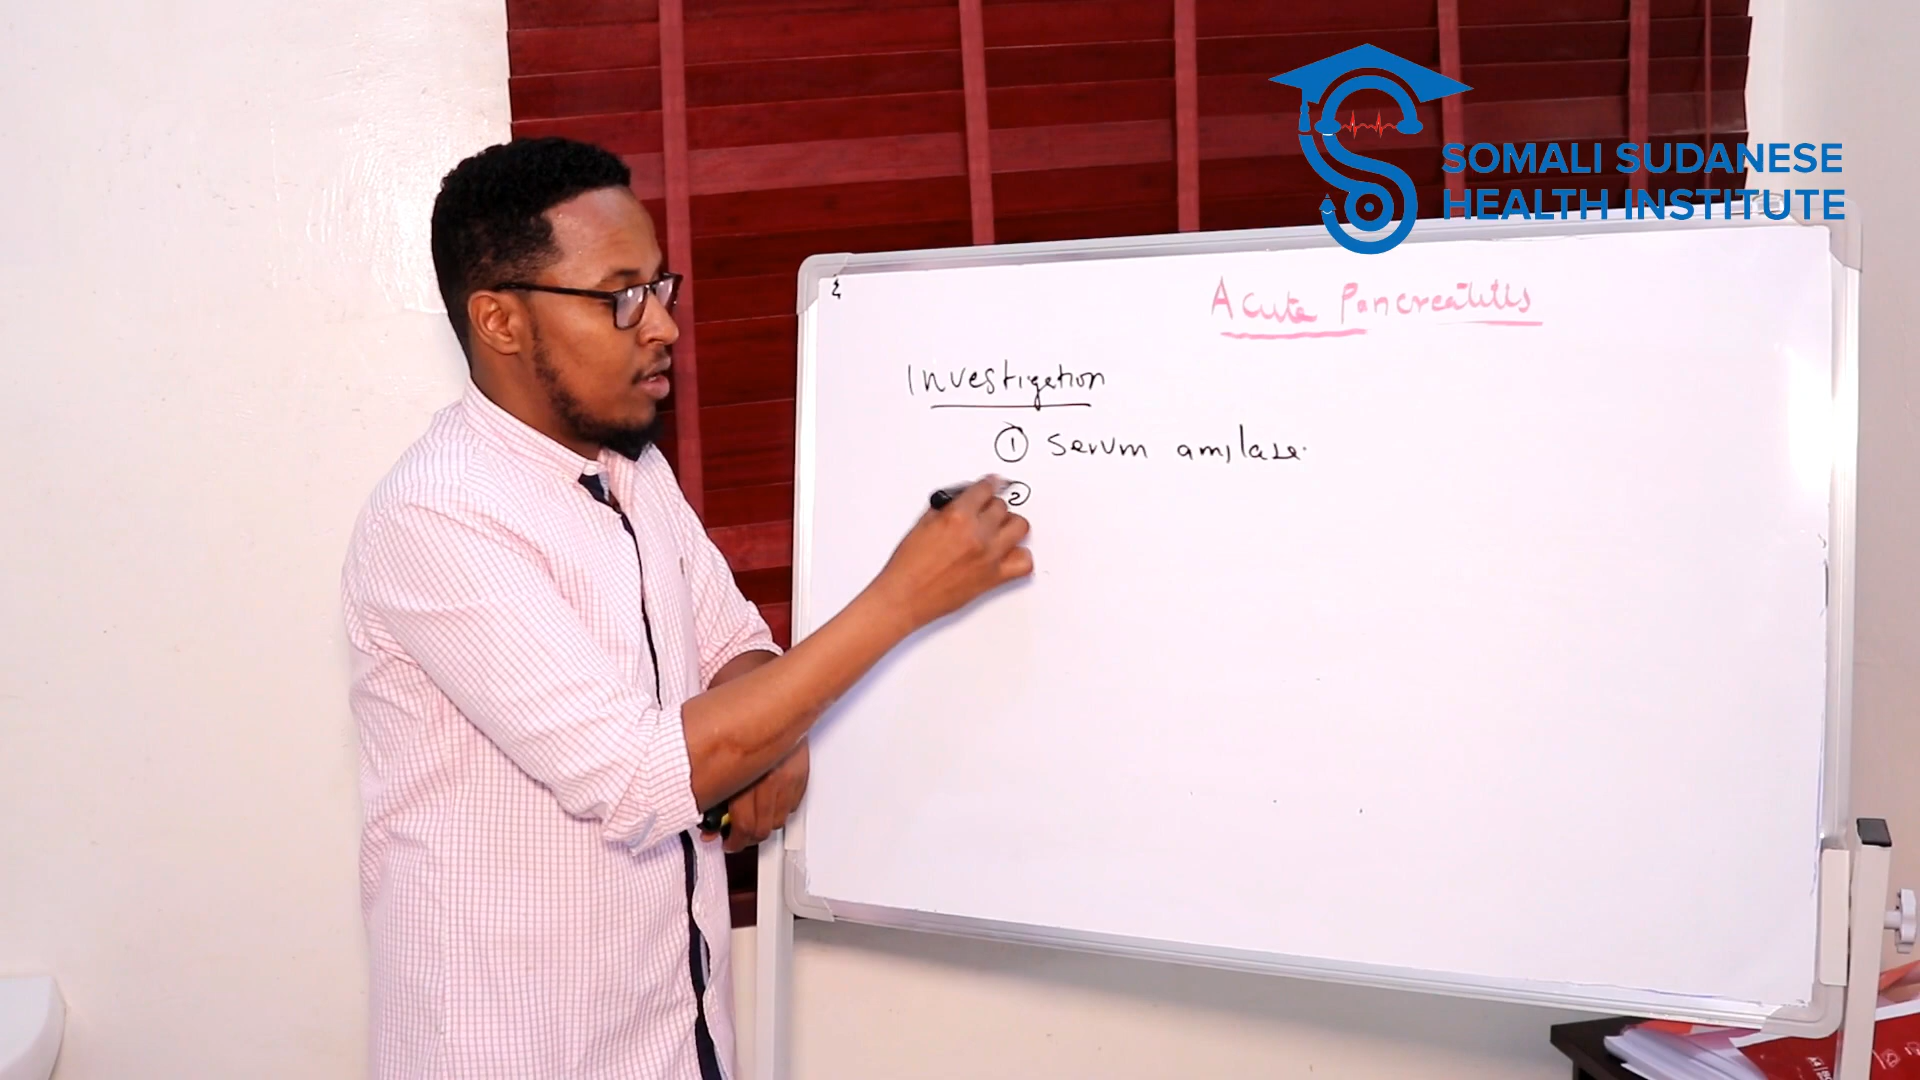 SOMALI SUDANESE
HEALTH INSTITUTE
Acute Pancreatitis
Investigation
① Serum amylase.
②